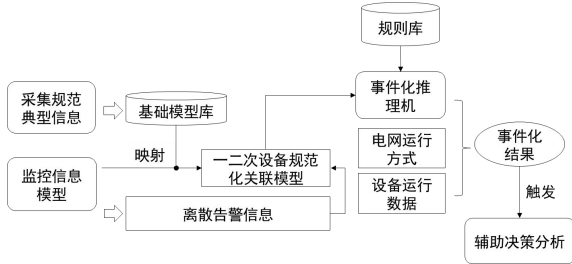 规则库
采集规范
典型信息
基础模型库
事件化推
理机
映射
监控信息
模型
一二次设备规范
化关联模型
电网运行
方式
设备运行
数据
事件化
结果
离散告警信息
触发
辅助决策分析